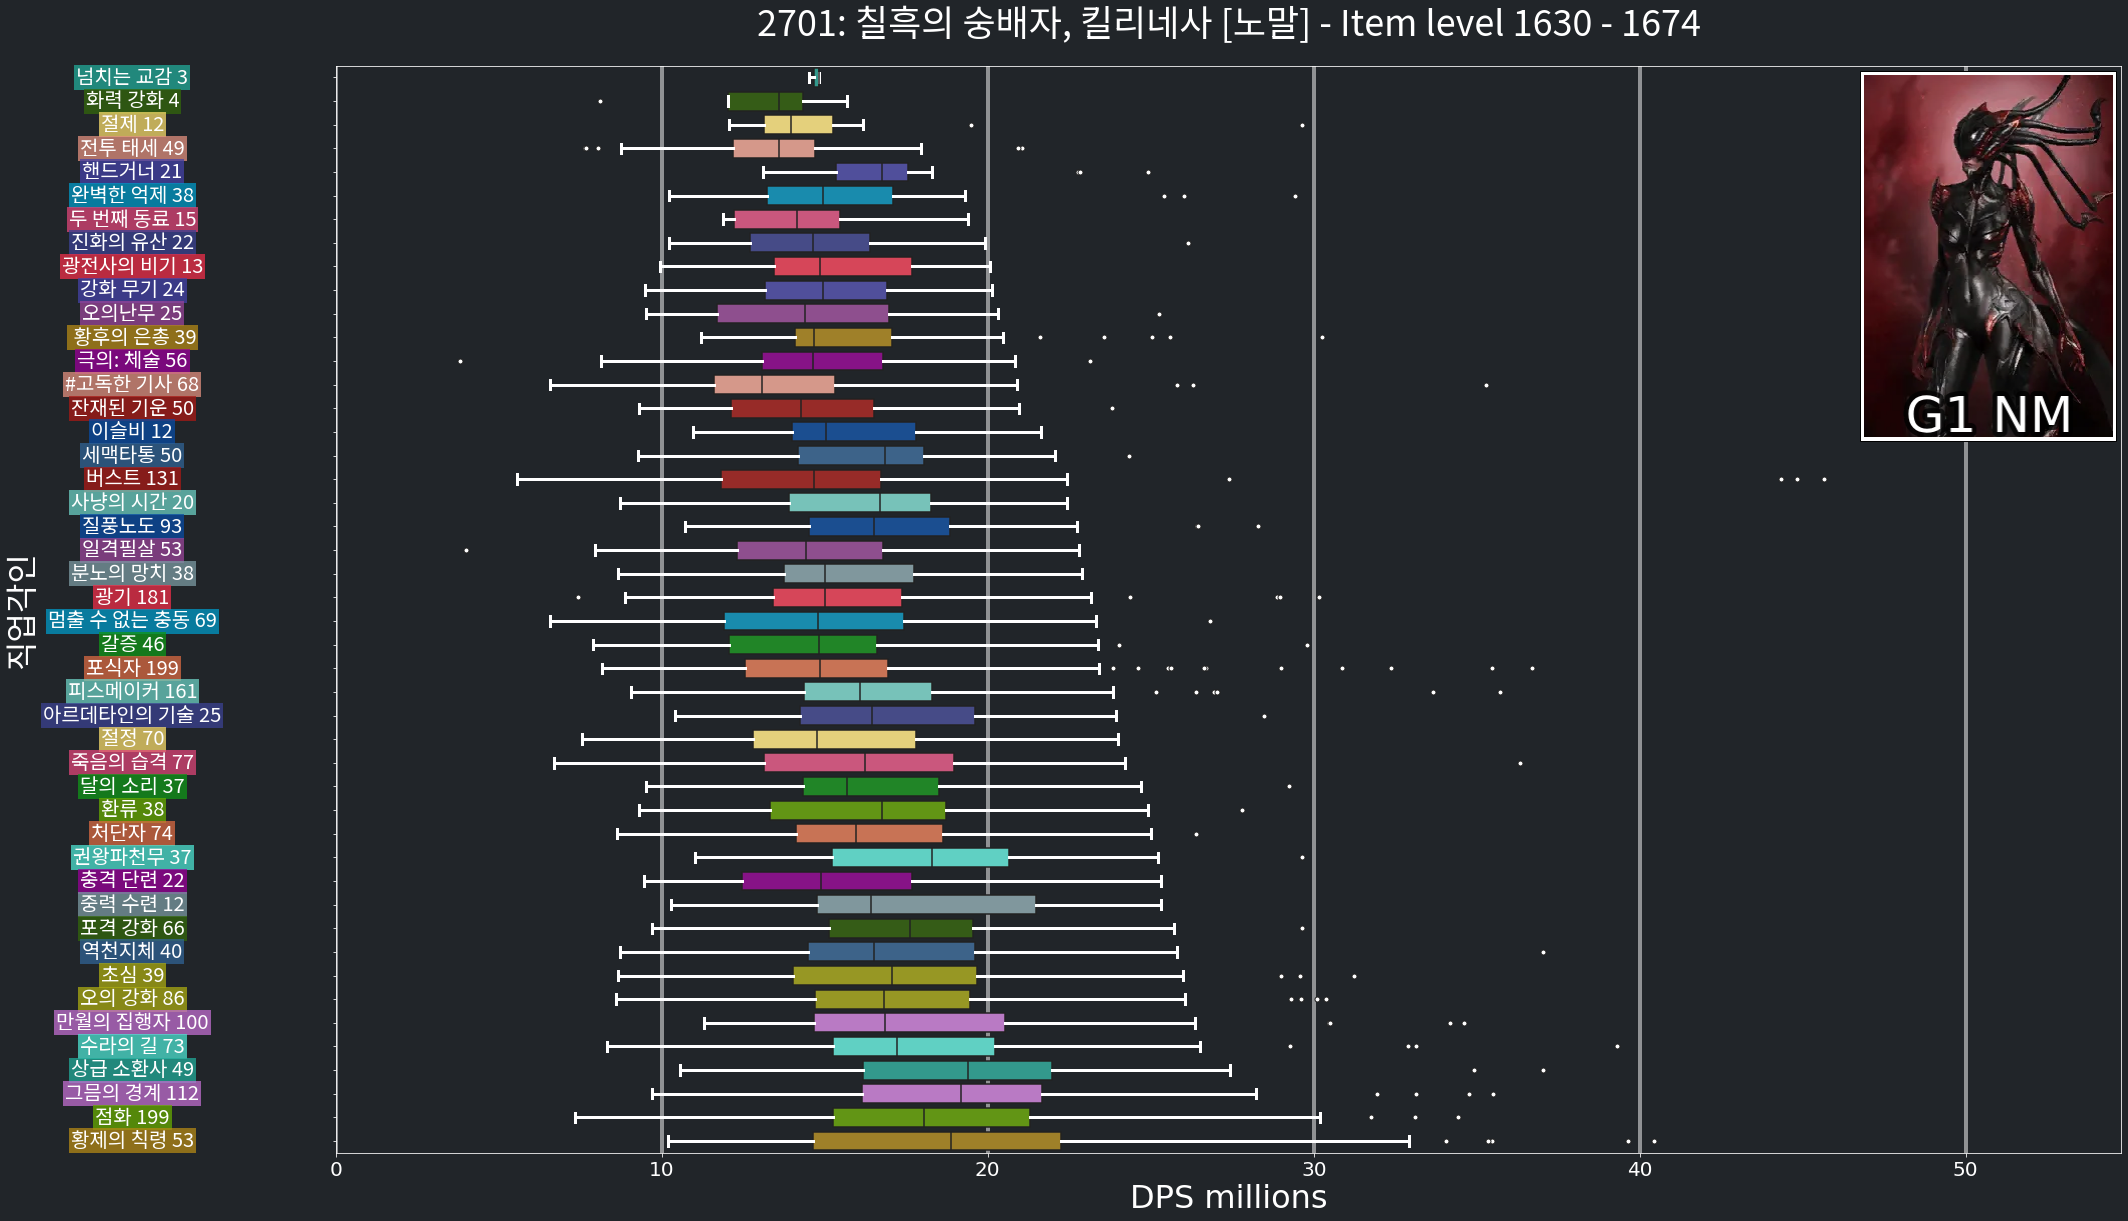 2701: 칠흑의 숭배자, 킬리네사 [노말] - Item level 1630 - 1674
넘치는 교감 3
화력 강화 4
절제 12
전투 태세 49
핸드거너 21
완벽한 억제 38
두 번째 동료 15
진화의 유산 22
광전사의 비기 13
강화 무기 24
오의난무 25
황후의 은총 39
극의: 체술 56
#고독한 기사 68
잔재된 기운 50
이슬비 12
세맥타통 50
버스트 131
사냥의 시간 20
질풍노도 93
일격필살 53
분노의 망치 38
광기 181
멈출 수 없는 충동 69
갈증 46
포식자 199
피스메이커 161
아르데타인의 기술 25
절정 70
죽음의 습격 77
달의 소리 37
환류 38
처단자 74
권왕파천무 37
충격 단련 22
중력 수련 12
포격 강화 66
역천지체 40
초심 39
오의 강화 86
만월의 집행자 100
수라의 길 73
상급 소환사 49
그믐의 경계 112
점화 199
황제의 칙령 53
직업각인
G1 NM
0 10 20 30 40 50
DPS millions